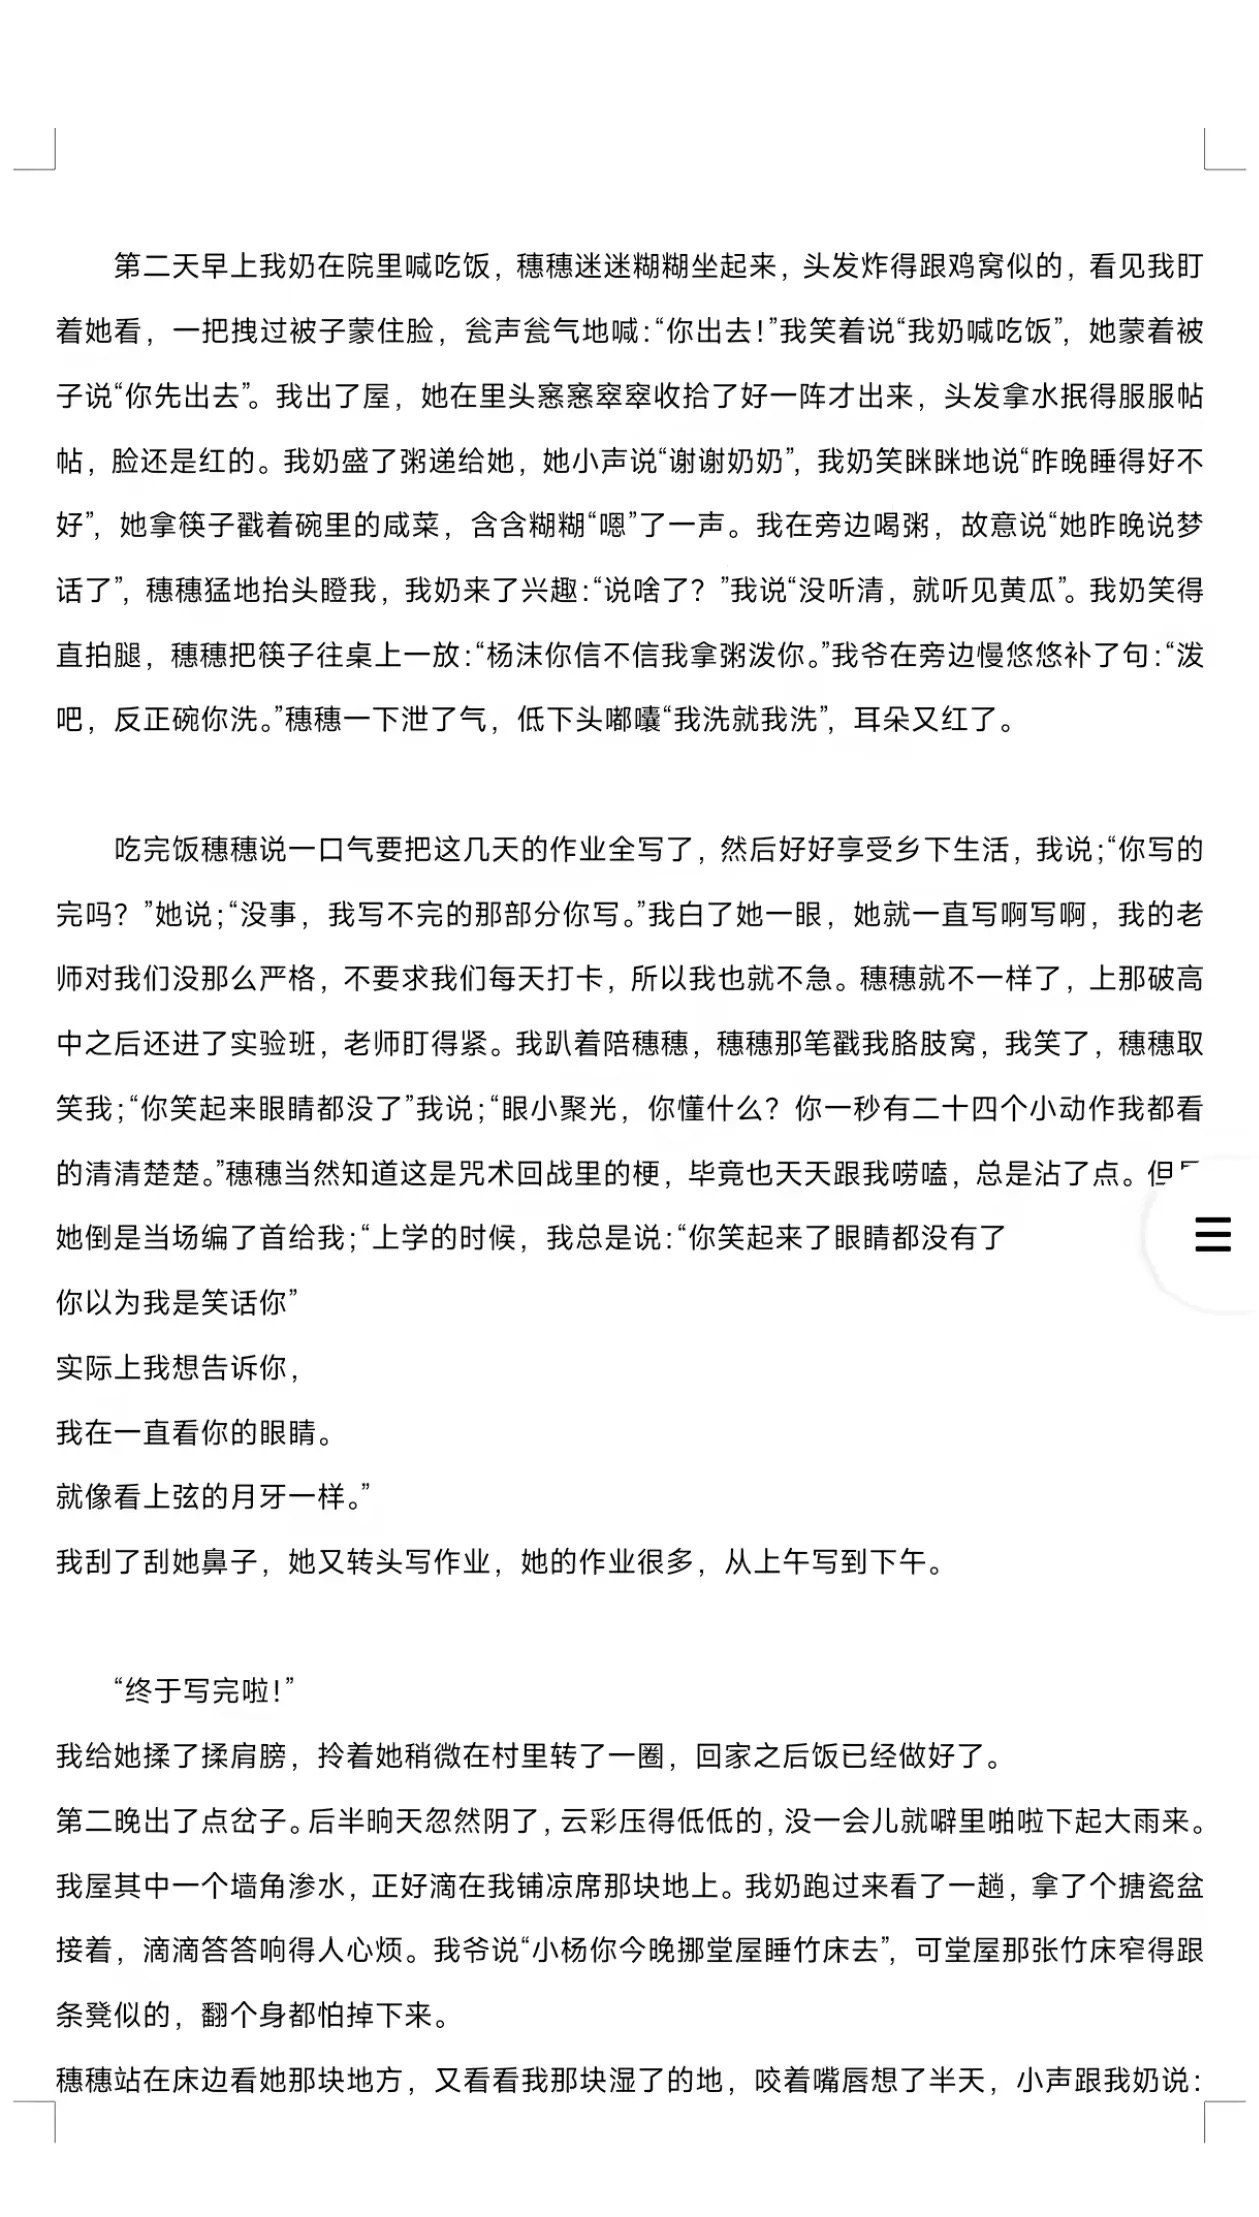 第二天早上我奶在院里喊吃饭，穗穗迷迷糊糊坐起来，头发炸得跟鸡窝似的，看见我盯
着她看，一把拽过被子蒙住脸，瓮声瓮气地喊：“你出去！”我笑着说“我奶喊吃饭”，她蒙着被
子说“你先出去”。我出了屋，她在里头窸窸窣窣收拾了好一阵才出来，头发拿水抿得服服帖
帖，脸还是红的。我奶盛了粥递给她，她小声说“谢谢奶奶”，我奶笑眯眯地说“昨晚睡得好不
好”，她拿筷子戳着碗里的咸菜，含含糊糊“嗯”了一声。我在旁边喝粥，故意说“她昨晚说梦
话了”，穗穗猛地抬头瞪我，我奶来了兴趣：“说啥了？”我说“没听清，就听见黄瓜”。我奶笑得
直拍腿，穗穗把筷子往桌上一放：“杨沫你信不信我拿粥泼你。”我爷在旁边慢悠悠补了句：“泼
吧，反正碗你洗。”穗穗一下泄了气，低下头嘟囔“我洗就我洗”，耳朵又红了。
吃完饭穗穗说一口气要把这几天的作业全写了，然后好好享受乡下生活，我说；“你写的
完吗？”她说；“没事，我写不完的那部分你写。”我白了她一眼，她就一直写啊写啊，我的老
师对我们没那么严格，不要求我们每天打卡，所以我也就不急。穗穗就不一样了，上那破高
中之后还进了实验班，老师盯得紧。我趴着陪穗穗，穗穗那笔戳我胳肢窝，我笑了，穗穗取
笑我；“你笑起来眼睛都没了”我说；“眼小聚光，你懂什么？你一秒有二十四个小动作我都看
的清清楚楚。”穗穗当然知道这是咒术回战里的梗，毕竟也天天跟我唠嗑，总是沾了点。但
她倒是当场编了首给我；“上学的时候，我总是说：“你笑起来了眼睛都没有了
你以为我是笑话你”
实际上我想告诉你，
我在一直看你的眼睛。
就像看上弦的月牙一样。”
我刮了刮她鼻子，她又转头写作业，她的作业很多，从上午写到下午。
“终于写完啦！”
我给她揉了揉肩膀，拎着她稍微在村里转了一圈，回家之后饭已经做好了。
第二晚出了点岔子。后半晌天忽然阴了，云彩压得低低的，没一会儿就噼里啪啦下起大雨来。
我屋其中一个墙角渗水，正好滴在我铺凉席那块地上。我奶跑过来看了一趟，拿了个搪瓷盆
接着，滴滴答答响得人心烦。我爷说“小杨你今晚挪堂屋睡竹床去”，可堂屋那张竹床窄得跟
条凳似的，翻个身都怕掉下来。
穗穗站在床边看她那块地方，又看看我那块湿了的地，咬着嘴唇想了半天，小声跟我奶说：